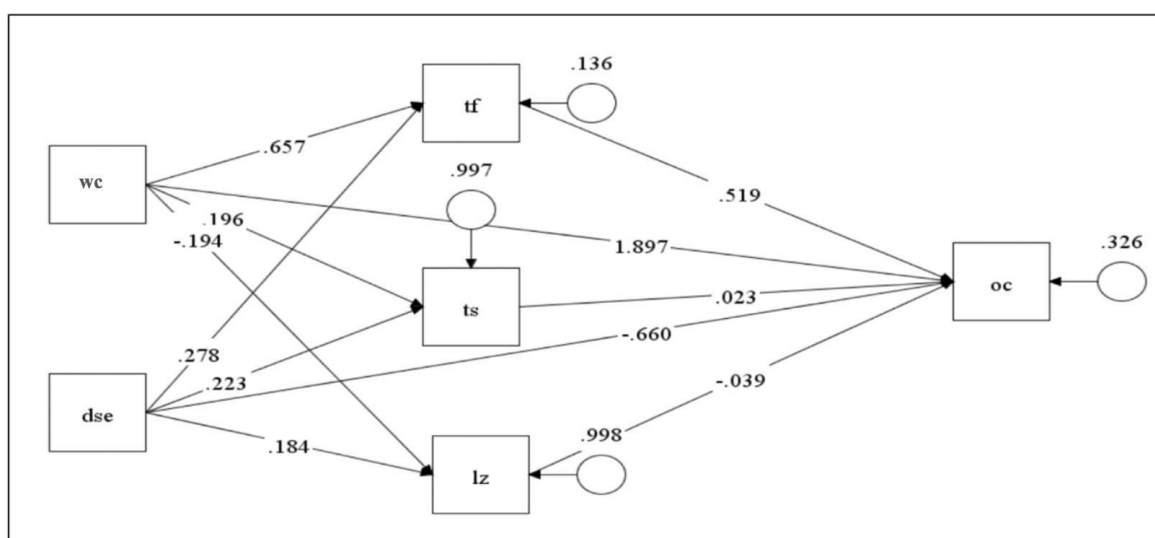 .136
tf
.657
wc
.997
.519
.196
-.194
1.897
.326
oc
ts
.023
-.660
.278
.223
-.039
dse
.184
.998
lz